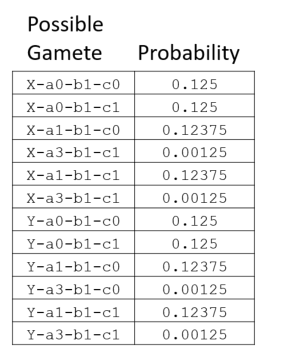 Possible
Gamete Probability
X-a0-b1-c0 0.125
X-a0-b1-c1 0.125
X-a1-b1-c0 0.12375
X-a3-b1-c1 0.00125
X-a1-b1-c1 0.12375
X-a3-b1-c1 0.00125
Y-a0-b1-c0 0.125
Y-a0-b1-c1 0.125
Y-a1-b1-c0 0.12375
Y-a3-b1-c0 0.00125
Y-a1-b1-c1 0.12375
Y-a3-b1-c1 0.00125